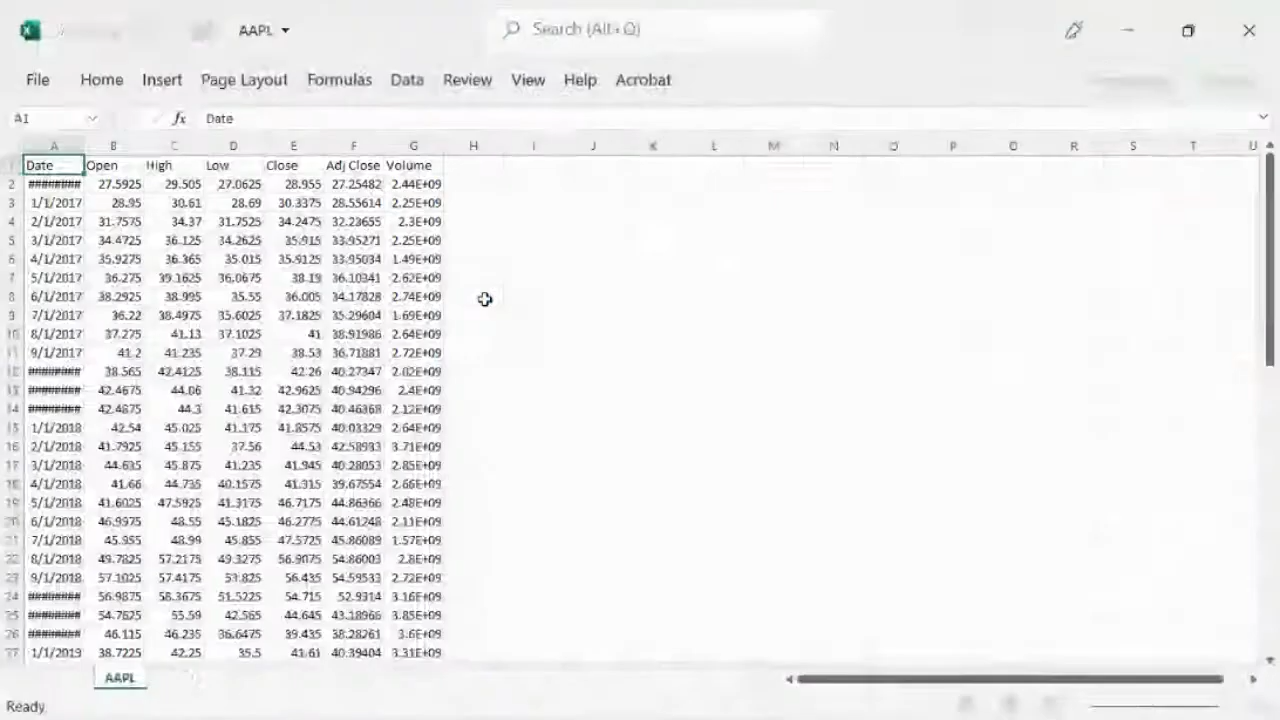 AAPL
Search (Alt+Q)
File Home Insert Page Layout Formulas Data Review View Help Acrobat
A1 fx Date
A B C D E F G H I J K L M N O P Q R S T U
1 Date Open High Low Close Adj Close Volume
2 ######## 27.5925 29.505 27.0625 28.955 27.25482 2.44E+09
3 1/1/2017 28.95 30.61 28.69 30.3375 28.55614 2.25E+09
4 2/1/2017 31.7575 34.37 31.7525 34.2475 32.23655 2.3E+09
5 3/1/2017 34.4725 36.125 34.2625 35.915 33.95271 2.25E+09
6 4/1/2017 35.9275 36.365 35.015 35.9125 33.95034 1.49E+09
7 5/1/2017 36.275 39.1625 36.0675 38.19 36.10341 2.62E+09
8 6/1/2017 38.2925 38.995 35.55 36.005 34.17828 2.74E+09
9 7/1/2017 36.22 38.4975 35.6025 37.1825 35.29604 1.69E+09
10 8/1/2017 37.275 41.13 37.1025 41 38.91986 2.64E+09
11 9/1/2017 41.2 41.235 37.29 38.53 36.71881 2.72E+09
12 ######## 38.565 42.4125 38.115 42.26 40.27347 2.02E+09
13 ######## 42.4675 44.06 41.32 42.9625 40.94296 2.4E+09
14 ######## 42.4875 44.3 41.615 42.3075 40.46368 2.12E+09
15 1/1/2018 42.54 45.025 41.175 41.8575 40.03329 2.64E+09
16 2/1/2018 41.7925 45.155 37.56 44.53 42.58933 3.71E+09
17 3/1/2018 44.635 45.875 41.235 41.945 40.28053 2.85E+09
18 4/1/2018 41.66 44.735 40.1575 41.315 39.67554 2.66E+09
19 5/1/2018 41.6025 47.5925 41.3175 46.7175 44.86366 2.48E+09
20 6/1/2018 46.9975 48.55 45.1825 46.2775 44.61248 2.11E+09
21 7/1/2018 45.955 48.99 45.855 47.5725 45.86089 1.57E+09
22 8/1/2018 49.7825 57.2175 49.3275 56.9075 54.86003 2.8E+09
23 9/1/2018 57.1025 57.4175 53.825 56.435 54.59533 2.72E+09
24 ######## 56.9875 58.3675 51.5225 54.715 52.9314 3.16E+09
25 ######## 54.7625 55.59 42.565 44.645 43.18966 3.85E+09
26 ######## 46.115 46.235 36.6475 39.435 38.28261 3.6E+09
27 1/1/2019 38.7225 42.25 35.5 41.61 40.39404 3.31E+09
AAPL
Ready